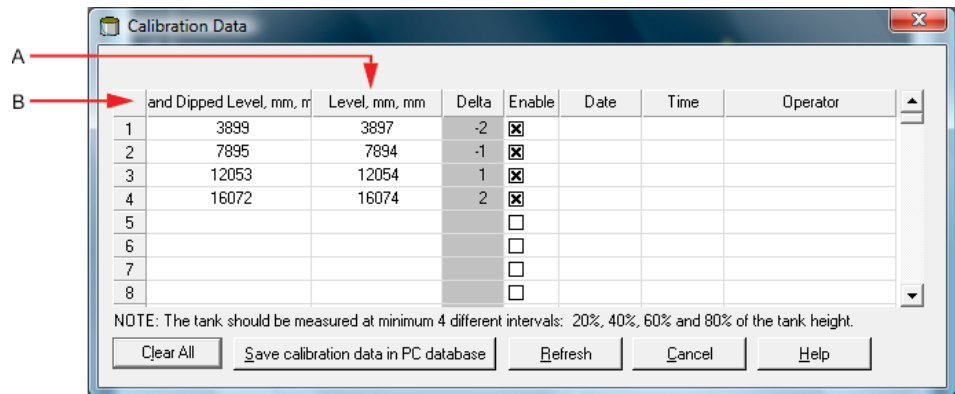 Calibration Data
A
B
and Dipped Level, mm, m Level, mm, mm Delta Enable Date Time Operator
1 3899 3897 -2
2 7895 7894 -1
3 12053 12054 1
4 16072 16074 2
5
6
7
8
NOTE: The tank should be measured at minimum 4 different intervals: 20%, 40%, 60% and 80% of the tank height.
Clear All Save calibration data in PC database Refresh Cancel Help